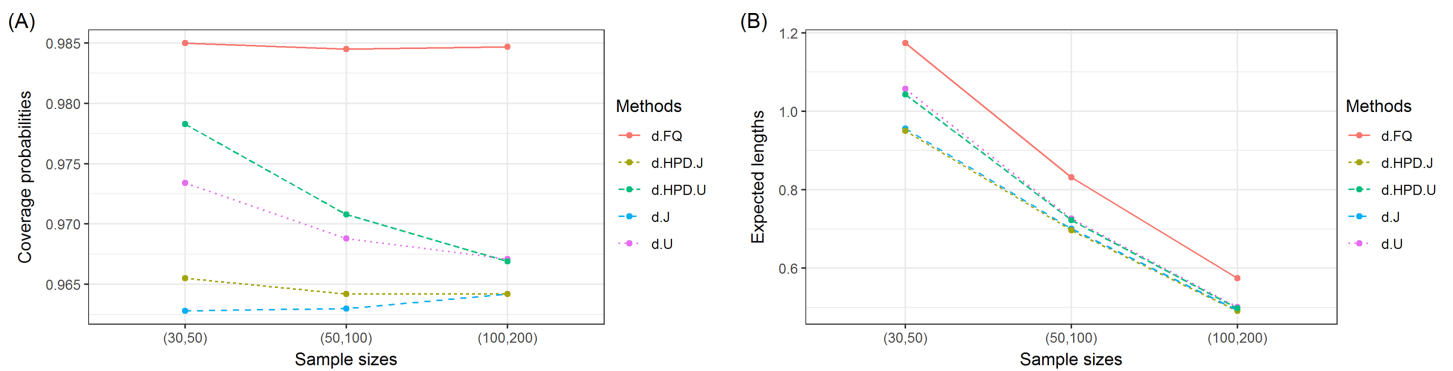 (A)
Coverage probabilities
0.985
0.980
0.975
0.970
0.965
(30,50)
(50,100)
(100,200)
Sample sizes
Methods
d.FQ
d.HPD.J
d.HPD.U
d.J
d.U
(B)
Expected lengths
1.2
1.0
0.8
0.6
(30,50)
(50,100)
(100,200)
Sample sizes
Methods
d.FQ
d.HPD.J
d.HPD.U
d.J
d.U